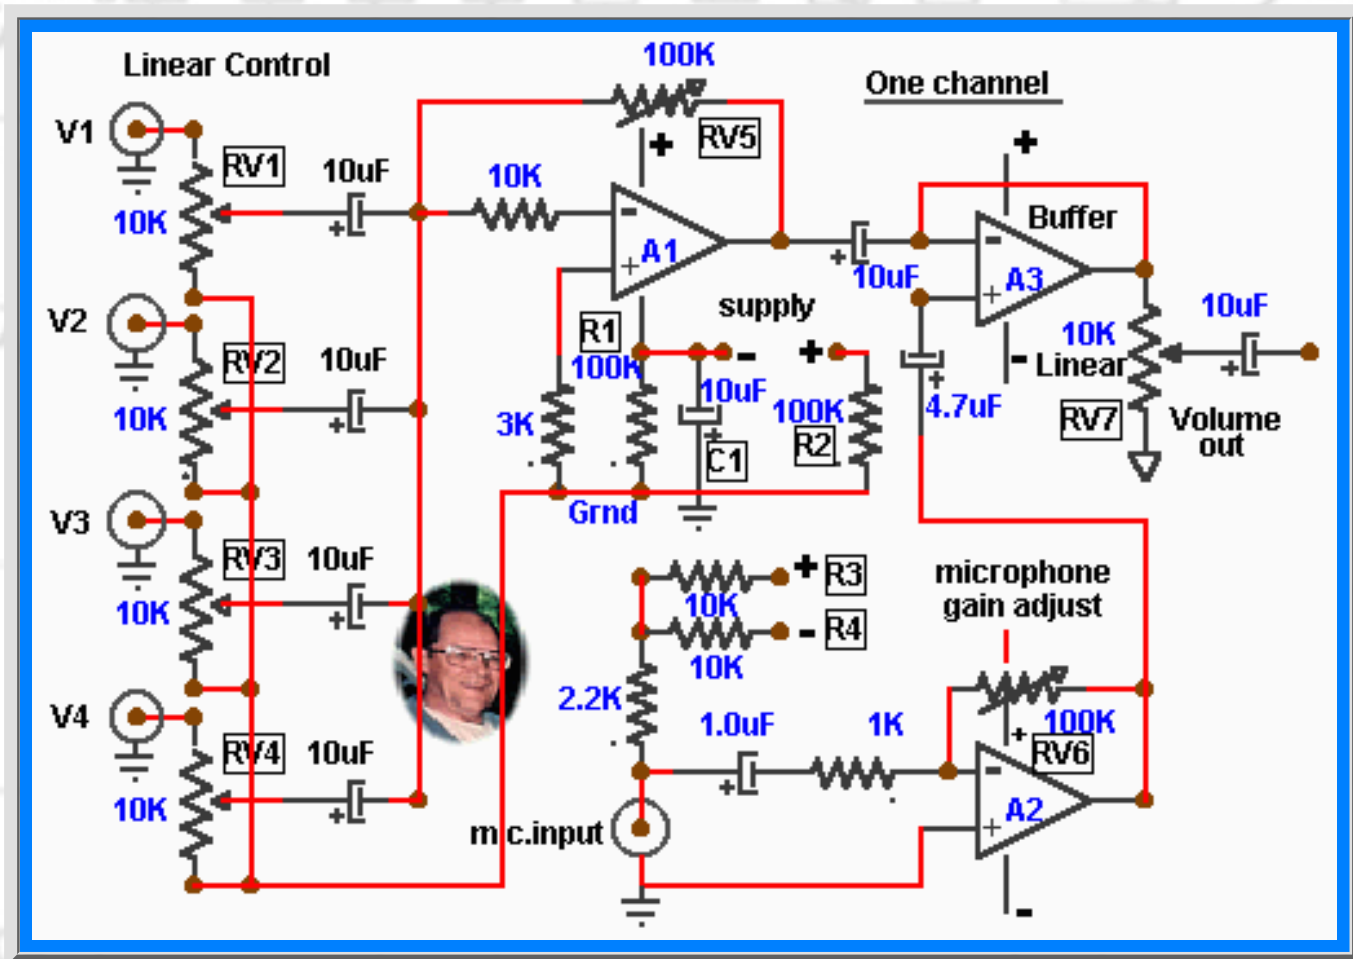 Linear Control
100K
One channel
V1
RV1
10uF
10K
10K
RV5
+
-
A1
+
+
Buffer
-
A3
+
-
10uF
+
10uF
+
10K
Linear
RV7
Volume
out
V2
RV2
10uF
10K
+
R1
100K
3K
supply
-
+
10uF
+
C1
100K
R2
4.7uF
+
Grnd
V3
RV3
10uF
10K
+
+
R3
10K
-
R4
10K
2.2K
microphone
gain adjust
V4
RV4
10uF
10K
+
1.0uF
+
1K
100K
+
RV6
-
A2
+
-
m c.input